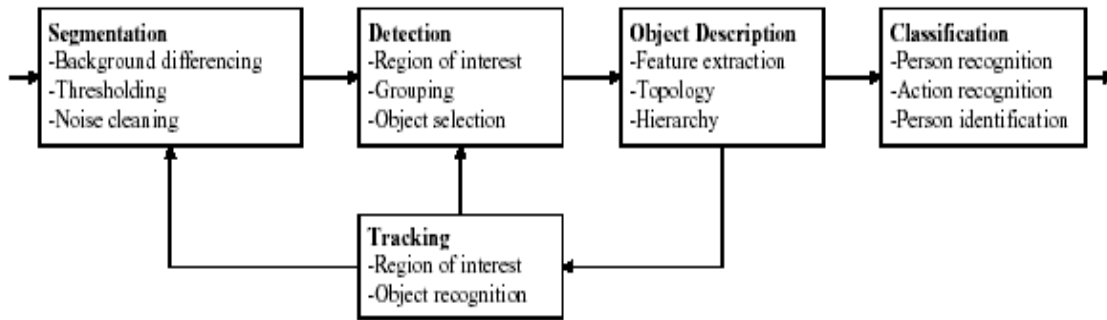 Segmentation
-Background differencing
-Thresholding
-Noise cleaning
Detection
-Region of interest
-Grouping
-Object selection
Object Description
-Feature extraction
-Topology
-Hierarchy
Classification
-Person recognition
-Action recognition
-Person identification
Tracking
-Region of interest
-Object recognition